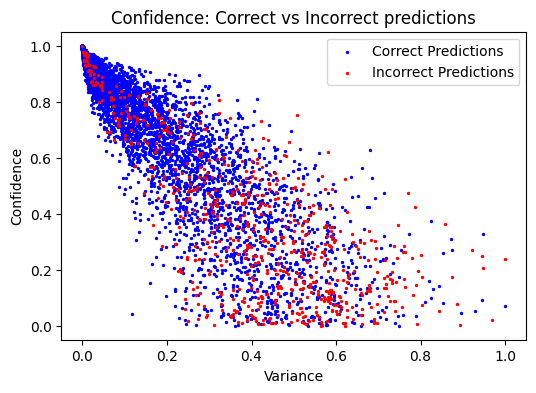 Confidence: Correct vs Incorrect predictions
Correct Predictions
Incorrect Predictions
1.0
0.8
0.6
0.4
0.2
0.0
Confidence
0.0 0.2 0.4 0.6 0.8 1.0
Variance